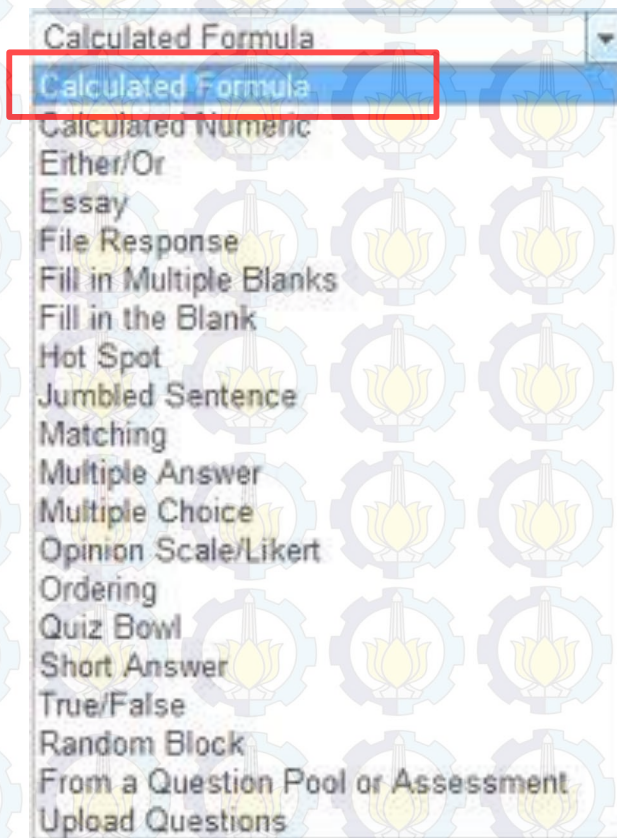 Calculated Formula
Calculated Formula
Calculated Numeric
Either/Or
Essay
File Response
Fill in Multiple Blanks
Fill in the Blank
Hot Spot
Jumbled Sentence
Matching
Multiple Answer
Multiple Choice
Opinion Scale/Likert
Ordering
Quiz Bowl
Short Answer
True/False
Random Block
From a Question Pool or Assessment
Upload Questions